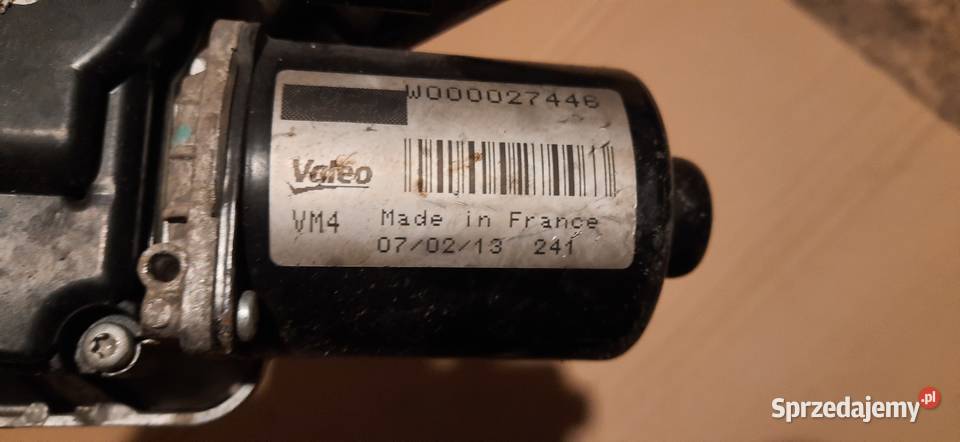 W000027446
Valeo
VM4 Made in France
07/02/13 241
Sprzedajemy.pl